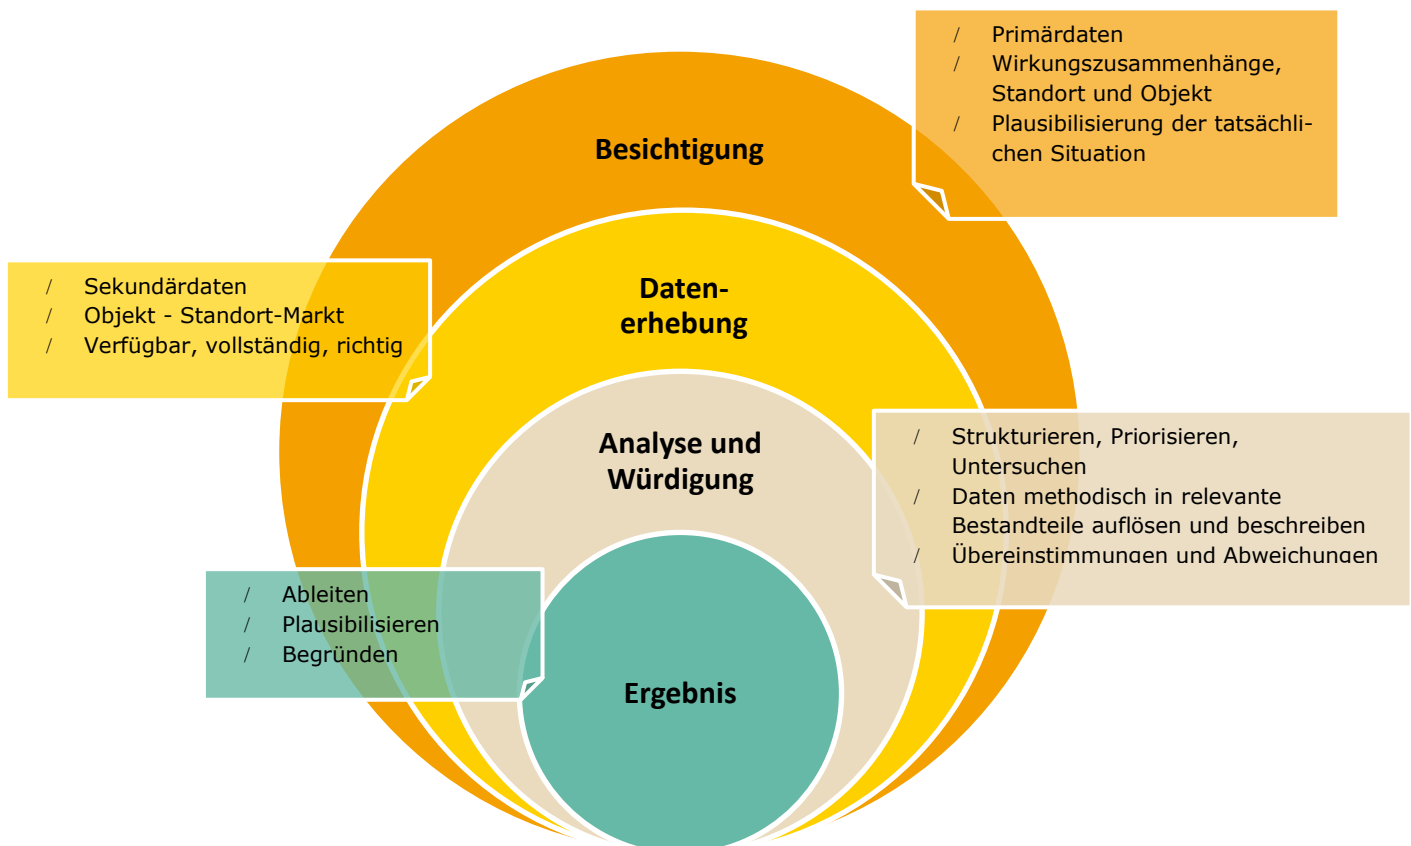 / Primärdaten
/ Wirkungszusammenhänge,
Standort und Objekt
/ Plausibilisierung der tatsächli-
chen Situation
Besichtigung
/ Sekundärdaten
/ Objekt - Standort-Markt
/ Verfügbar, vollständig, richtig
Daten-
erhebung
Analyse und
Würdigung
/ Strukturieren, Priorisieren,
Untersuchen
/ Daten methodisch in relevante
Bestandteile auflösen und beschreiben
/ Übereinstimmungen und Abweichungen
/ Ableiten
/ Plausibilisieren
/ Begründen
Ergebnis